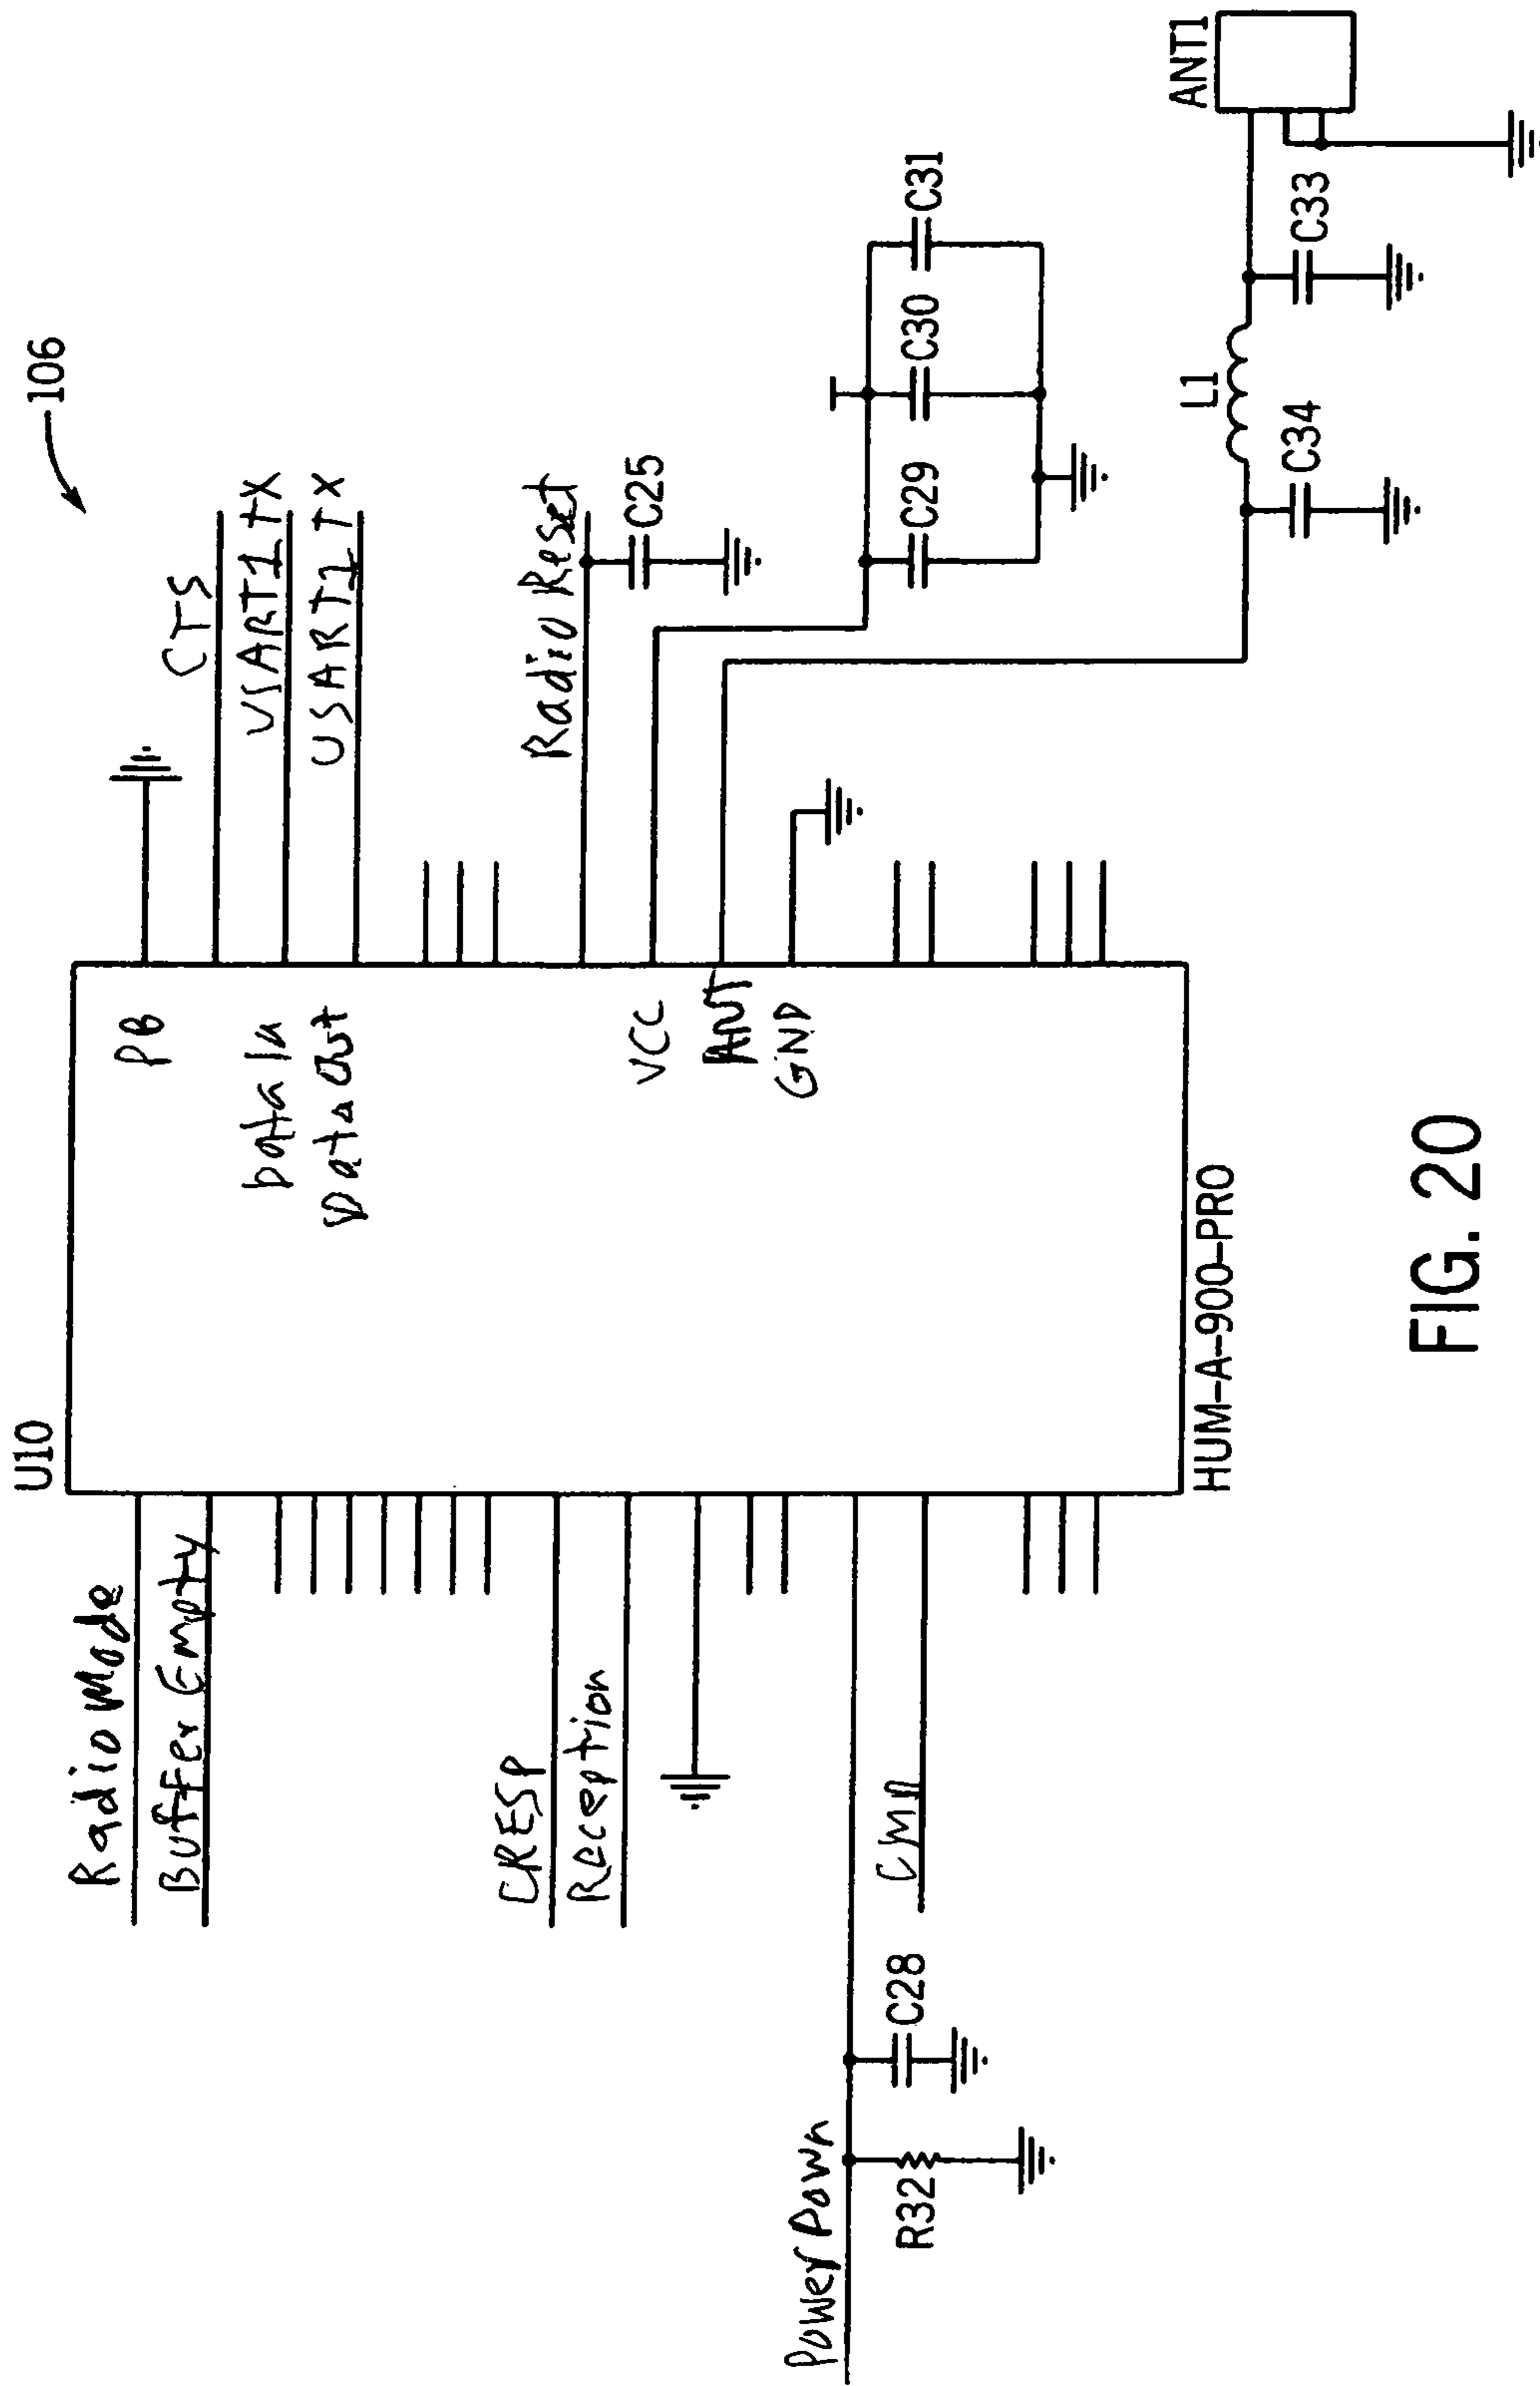 106
U10
Radio Mode
Buffer Empty
CRESP
Reception
Power Down
R32
C28
CMD
PB
Data In
Data Out
VCC
ANT
GND
CTS
USART1 TX
USART1 TX
Radio Reset
C25
C29
C30
C31
C34
L1
C33
ANT1
HUM-A-900-PRO
FIG. 20